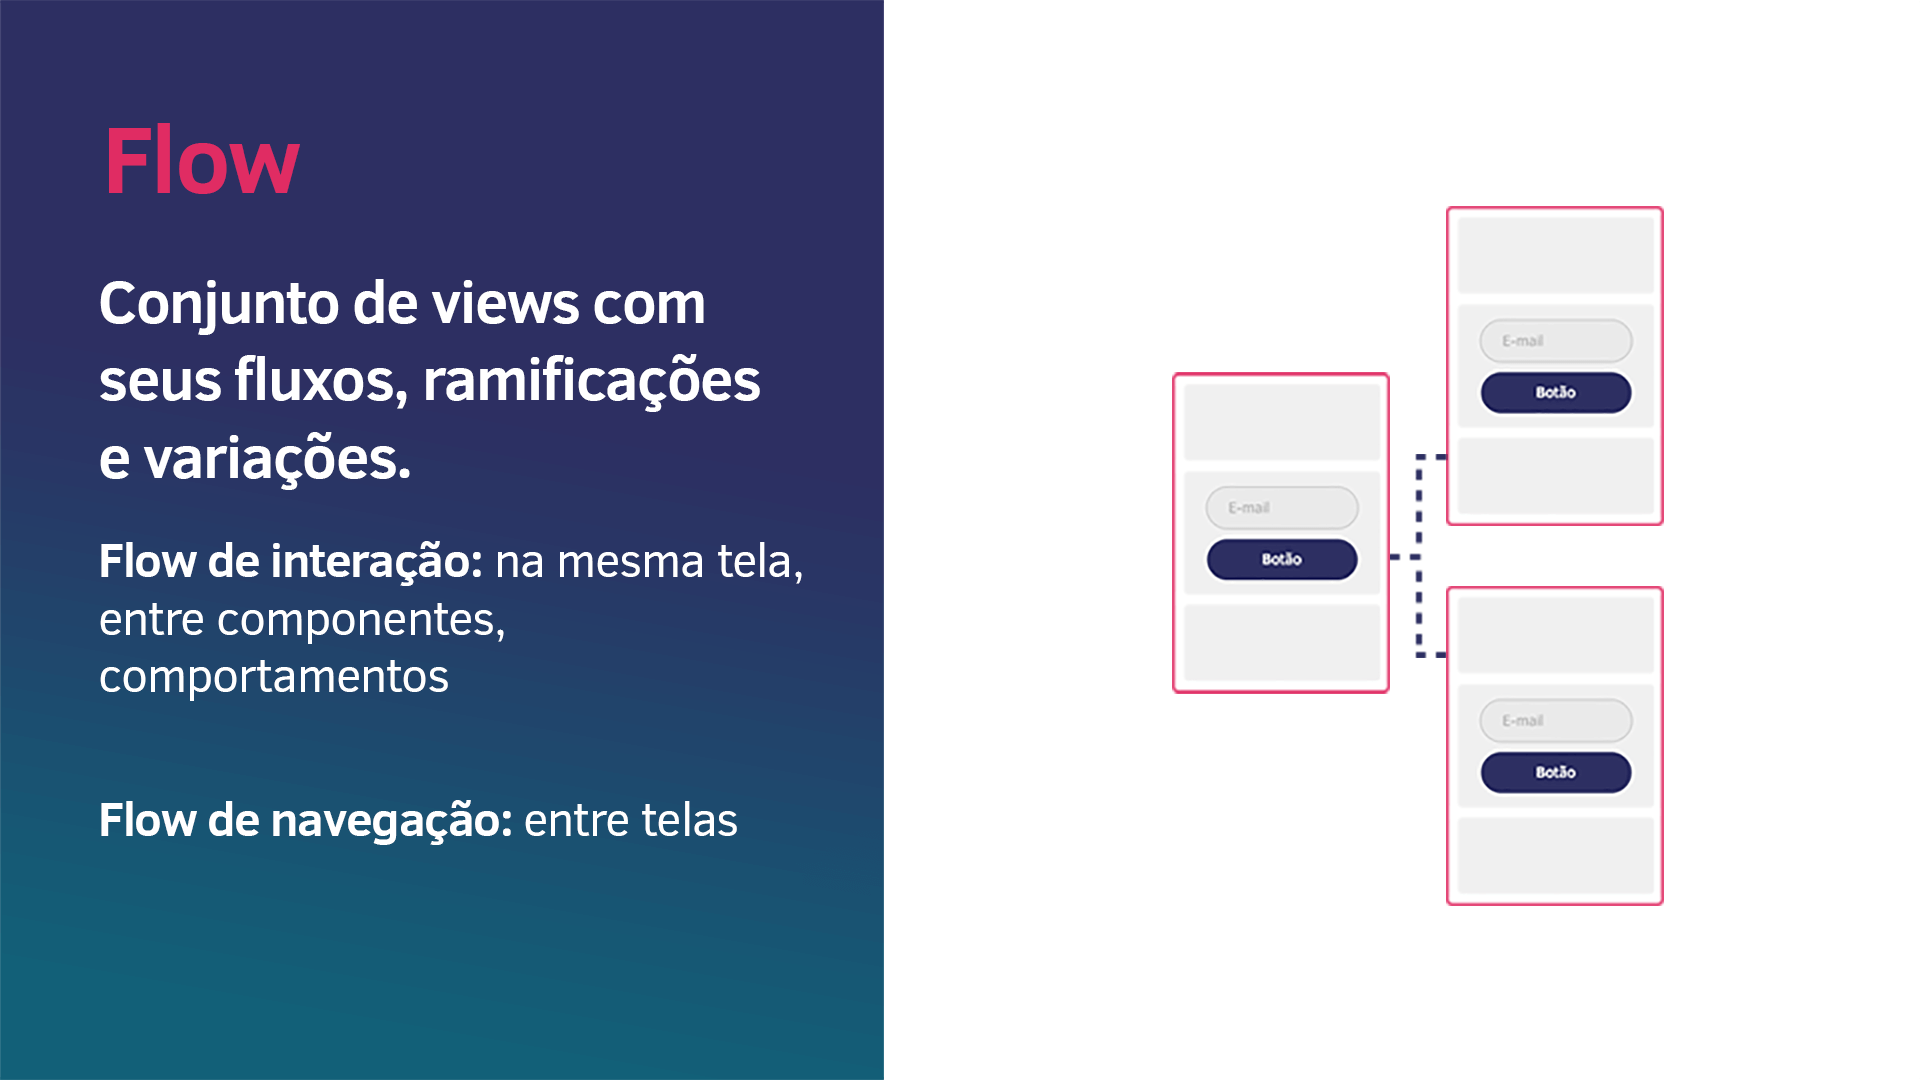 Flow
Conjunto de views com
seus fluxos, ramificações
e variações.
Flow de interação: na mesma tela,
entre componentes,
comportamentos
Flow de navegação: entre telas
E-mail
Botão
E-mail
Botão
E-mail
Botão